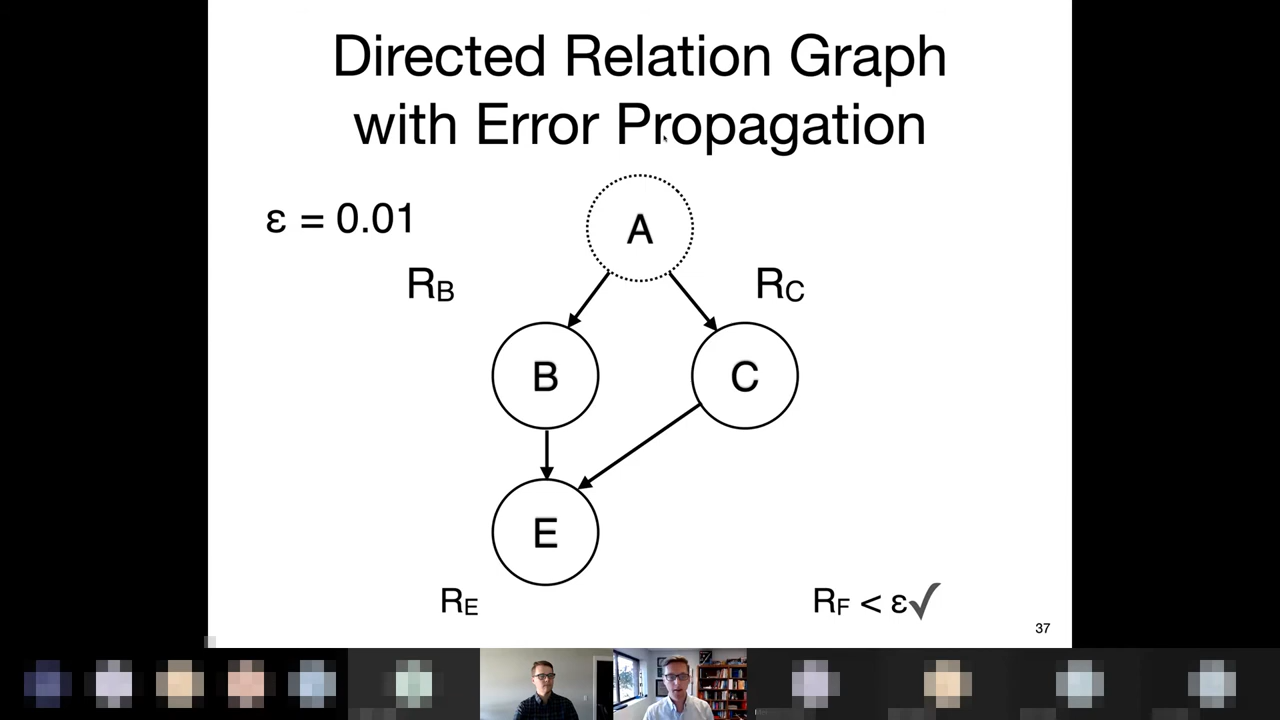 Directed Relation Graph
with Error Propagation
ε = 0.01
A
RB
RC
B
C
E
RE
RF < ε✓
37